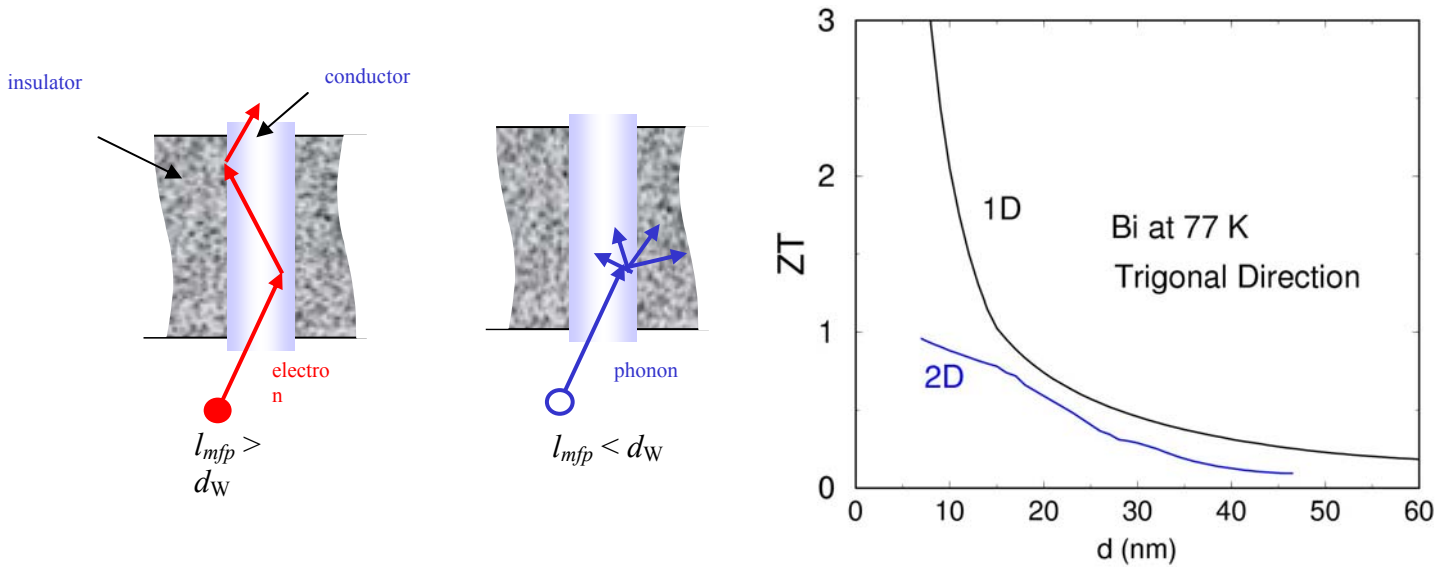 insulator
conductor
electro
n
l_mfp >
d_W
phonon
l_mfp < d_W
3
2
1
0
ZT
1D
2D
Bi at 77 K
Trigonal Direction
0 10 20 30 40 50 60
d (nm)